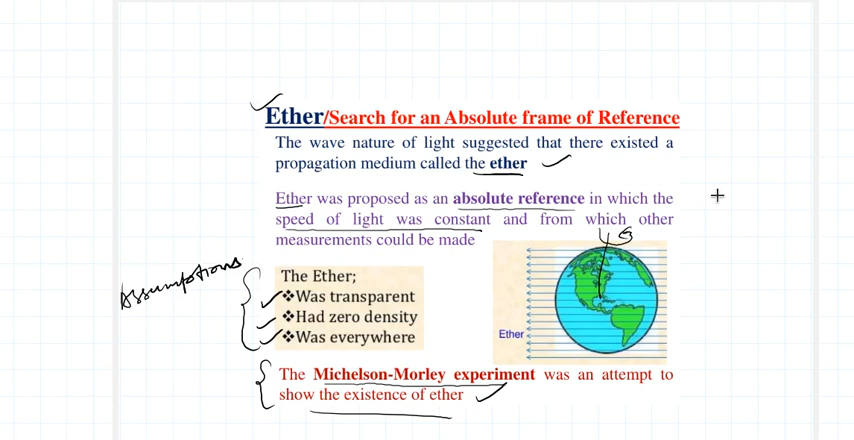 Ether/Search for an Absolute frame of Reference
The wave nature of light suggested that there existed a
propagation medium called the ether
Ether was proposed as an absolute reference in which the
speed of light was constant and from which other
measurements could be made
Assumptions
The Ether;
❖Was transparent
❖Had zero density
❖Was everywhere
Ether
The Michelson-Morley experiment was an attempt to
show the existence of ether